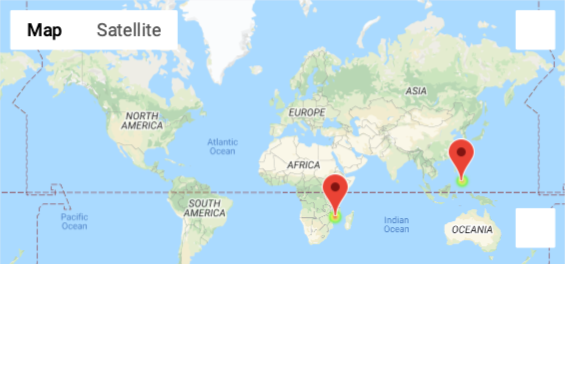 Map
Satellite
ASIA
NORTH
AMERICA
EUROPE
Atlantic
Ocean
AFRICA
SOUTH
AMERICA
Pacific
Ocean
Indian
Ocean
OCEANIA